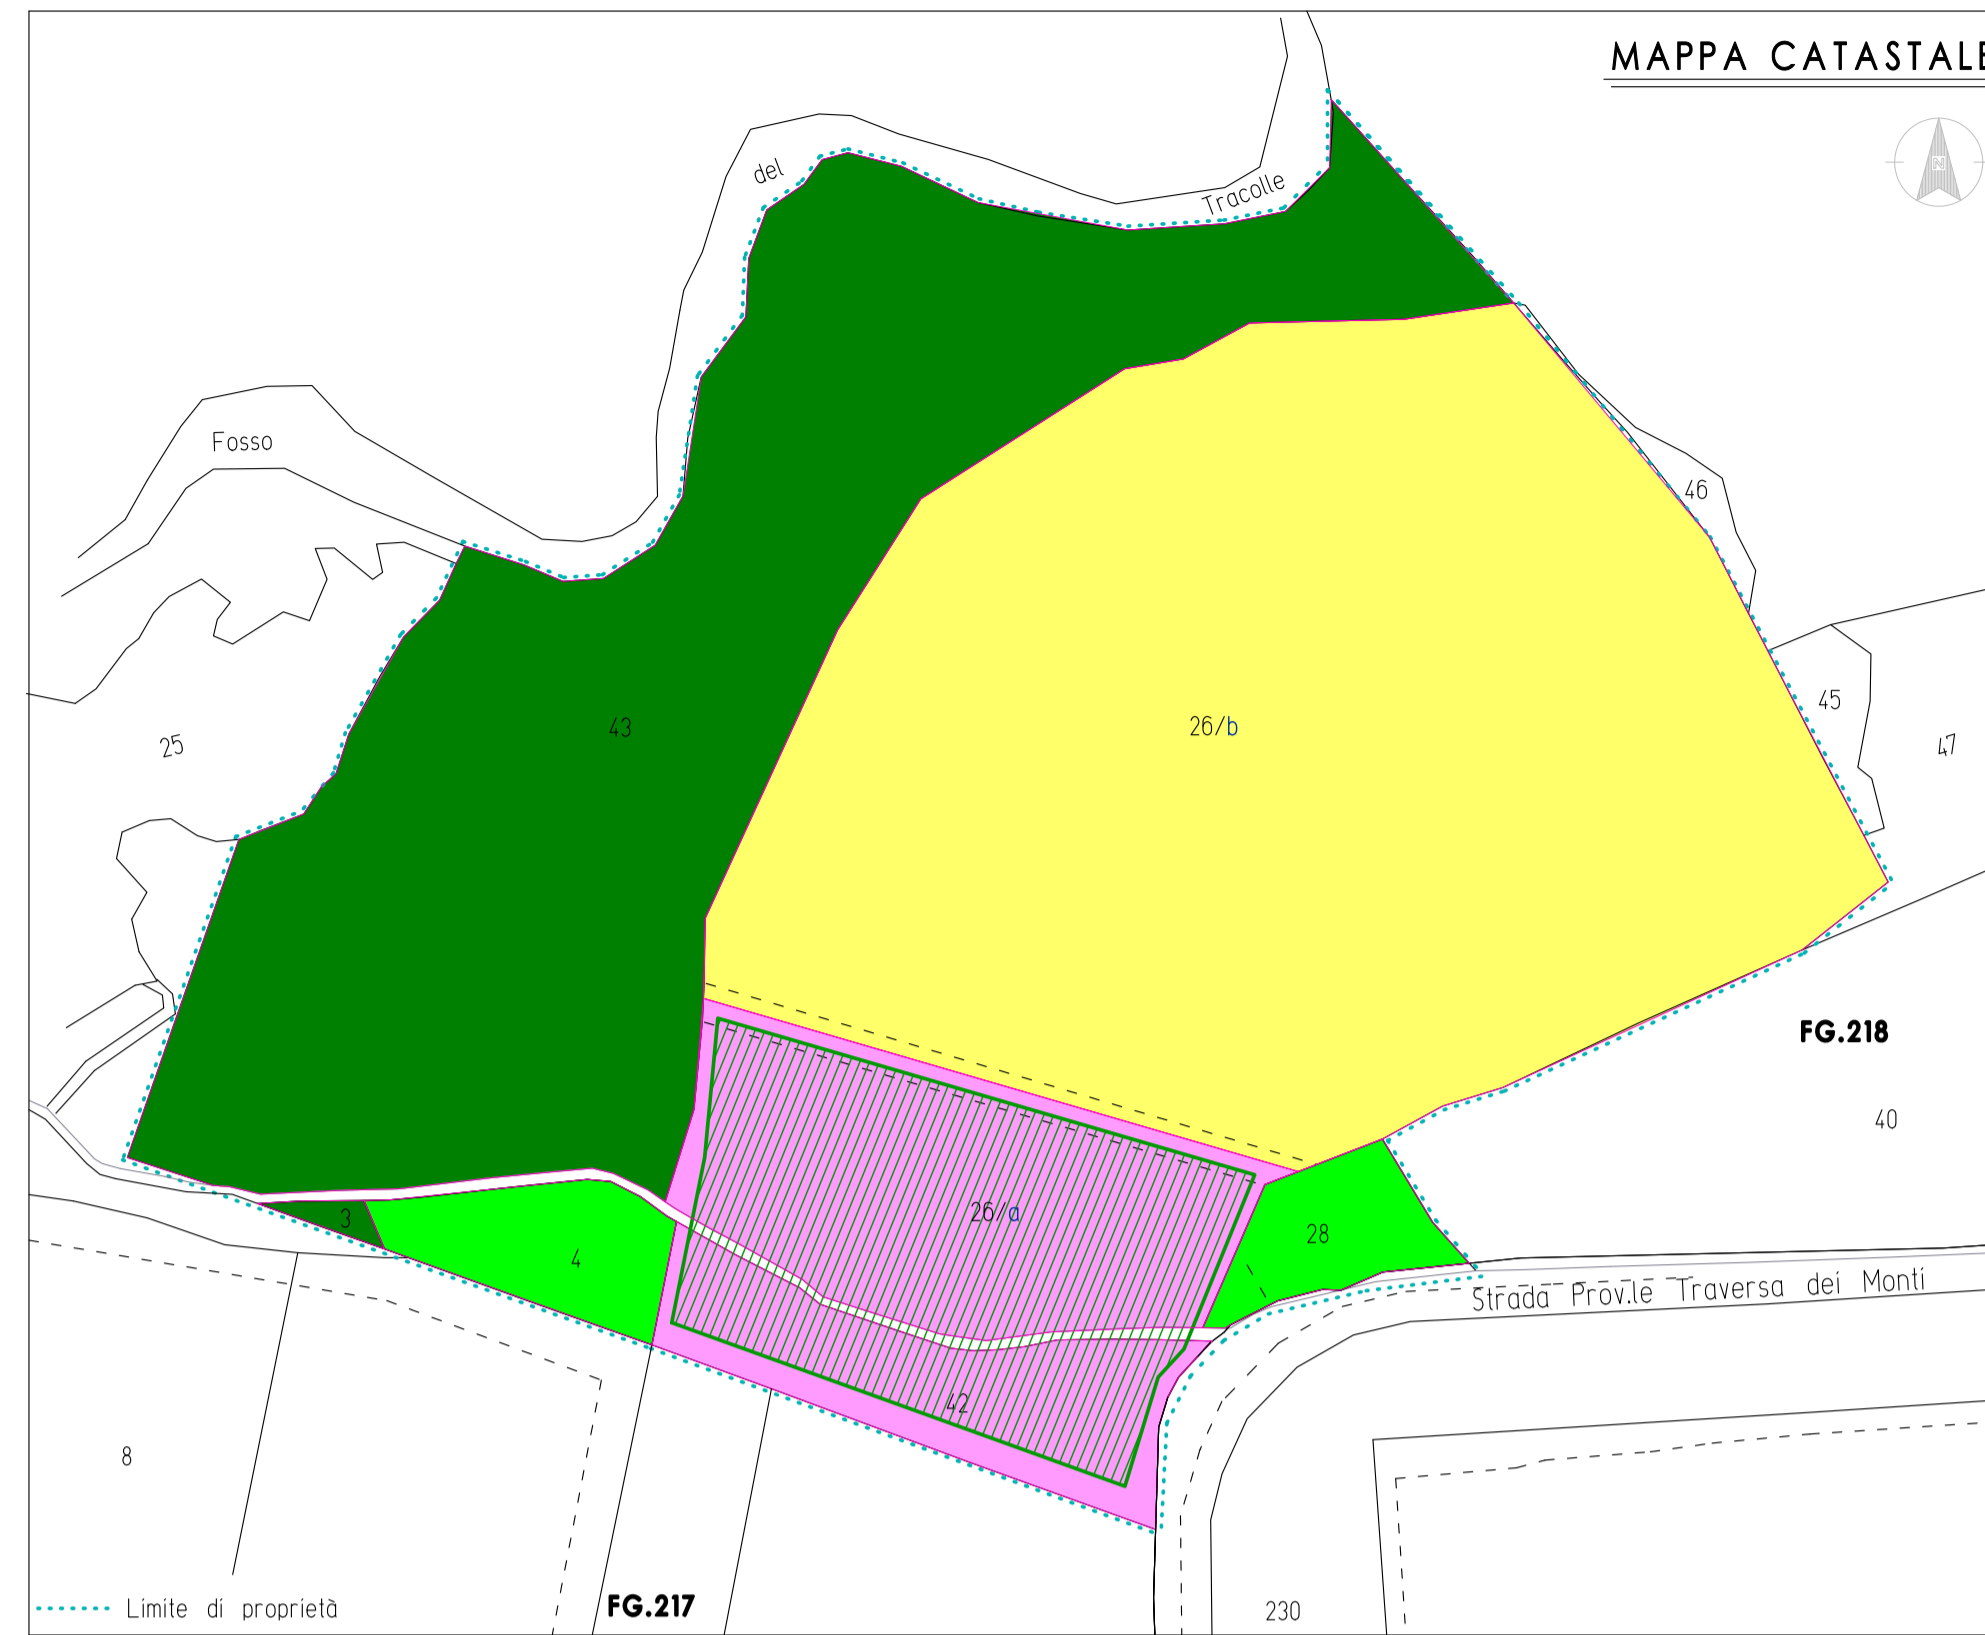 MAPPA CATASTALE
N
del
Tracolle
Fosso
46
45
47
25
43
26/b
FG.218
40
3
4
26/a
28
Strada Prov.le Traversa dei Monti
42
8
Limite di proprietà
FG.217
230